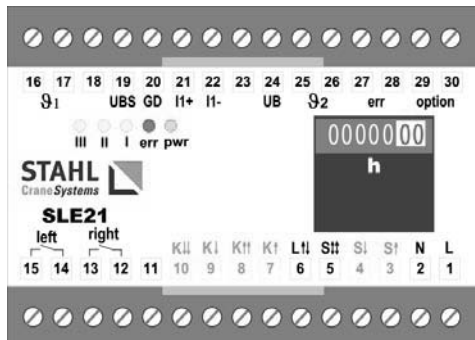 16 17 18 19 20 21 22 23 24 25 26 27 28 29 30
ϑ1 UBS GD I1+ I1- UB ϑ2 err option
III II I err pwr
00000 00
h
STAHL
CraneSystems
SLE21
left right
K⇊ K↓ K⇈ K↑ L↑↓ S⇅ S↓ S↑ N L
15 14 13 12 11 10 9 8 7 6 5 4 3 2 1